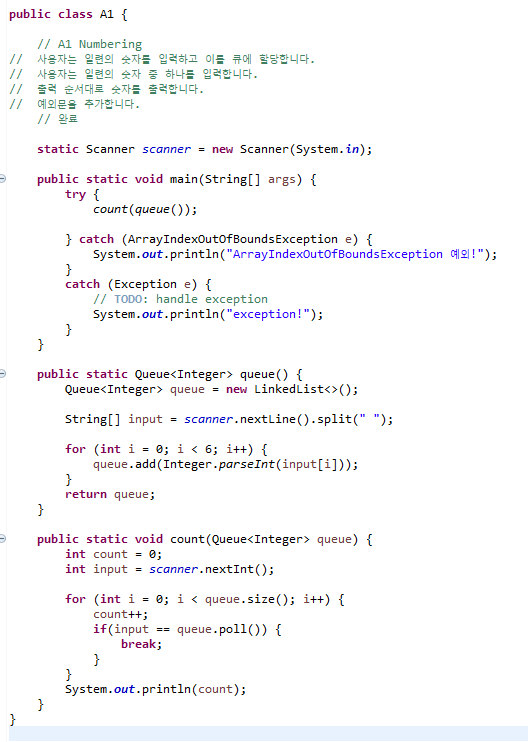 public class A1 {
// A1 Numbering
// 사용자는 일련의 숫자를 입력하고 이를 큐에 할당합니다.
// 사용자는 일련의 숫자 중 하나를 입력합니다.
// 출력 순서대로 숫자를 출력합니다.
// 예외문을 추가합니다.
// 완료
static Scanner scanner = new Scanner(System.in);
public static void main(String[] args) {
try {
count(queue());
} catch (ArrayIndexOutOfBoundsException e) {
System.out.println("ArrayIndexOutOfBoundsException 예외!");
}
catch (Exception e) {
// TODO: handle exception
System.out.println("exception!");
}
}
public static Queue<Integer> queue() {
Queue<Integer> queue = new LinkedList<>();
String[] input = scanner.nextLine().split(" ");
for (int i = 0; i < 6; i++) {
queue.add(Integer.parseInt(input[i]));
}
return queue;
}
public static void count(Queue<Integer> queue) {
int count = 0;
int input = scanner.nextInt();
for (int i = 0; i < queue.size(); i++) {
count++;
if(input == queue.poll()) {
break;
}
}
System.out.println(count);
}
}